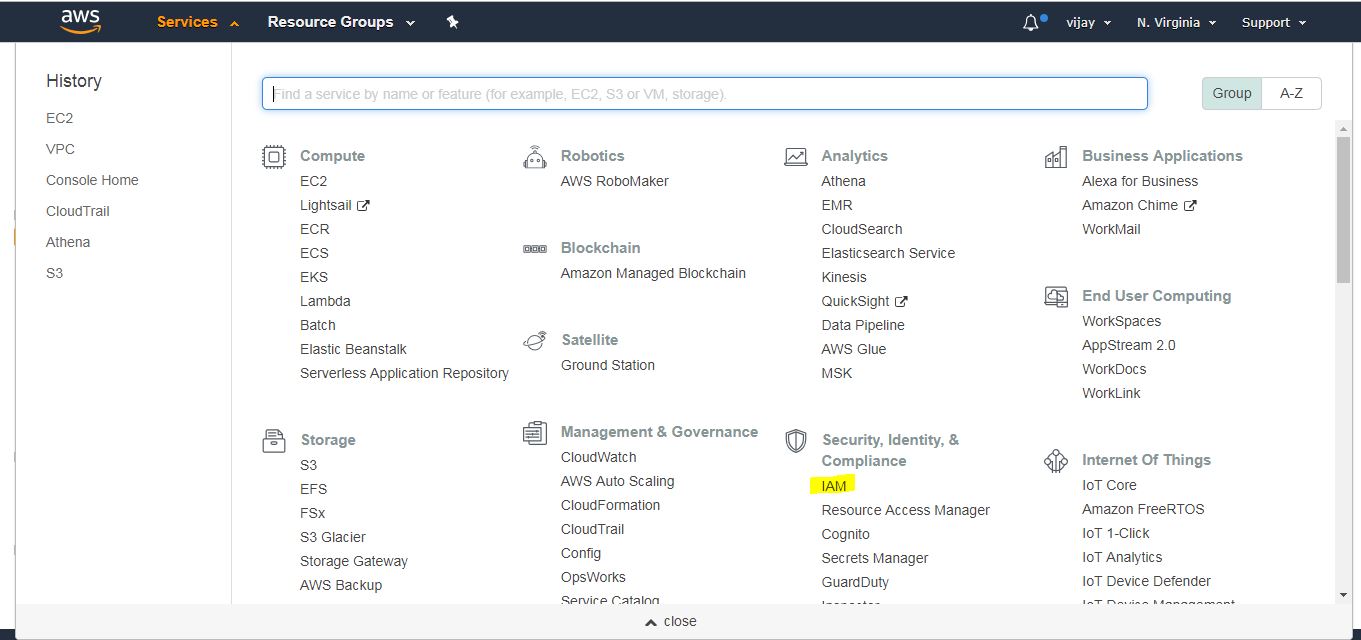 aws
Services
Resource Groups
vijay
N. Virginia
Support
History
EC2
VPC
Console Home
CloudTrail
Athena
S3
Find a service by name or feature (for example, EC2, S3 or VM, storage).
Group
A-Z
Compute
EC2
Lightsail
ECR
ECS
EKS
Lambda
Batch
Elastic Beanstalk
Serverless Application Repository
Storage
S3
EFS
FSx
S3 Glacier
Storage Gateway
AWS Backup
Robotics
AWS RoboMaker
Blockchain
Amazon Managed Blockchain
Satellite
Ground Station
Management & Governance
CloudWatch
AWS Auto Scaling
CloudFormation
CloudTrail
Config
OpsWorks
Service Catalog
Analytics
Athena
EMR
CloudSearch
Elasticsearch Service
Kinesis
QuickSight
Data Pipeline
AWS Glue
MSK
Security, Identity, &
Compliance
IAM
Resource Access Manager
Cognito
Secrets Manager
GuardDuty
Business Applications
Alexa for Business
Amazon Chime
WorkMail
End User Computing
WorkSpaces
AppStream 2.0
WorkDocs
WorkLink
Internet Of Things
IoT Core
Amazon FreeRTOS
IoT 1-Click
IoT Analytics
IoT Device Defender
IoT Device Management
close